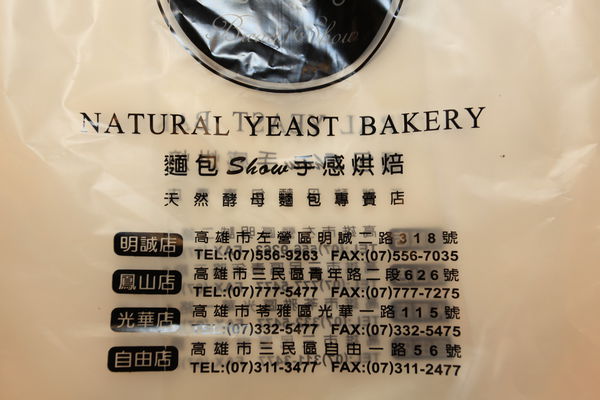 Bread Show
NATURAL YEAST BAKERY
麵包Show手感烘焙
天然酵母麵包專賣店
明誠店 高雄市左營區明誠二路318號
TEL:(07)556-9263 FAX:(07)556-7035
鳳山店 高雄市三民區青年路二段626號
TEL:(07)777-5477 FAX:(07)777-7275
光華店 高雄市苓雅區光華一路115號
TEL:(07)332-5477 FAX:(07)332-5475
自由店 高雄市三民區自由一路56號
TEL:(07)311-3477 FAX:(07)311-2477